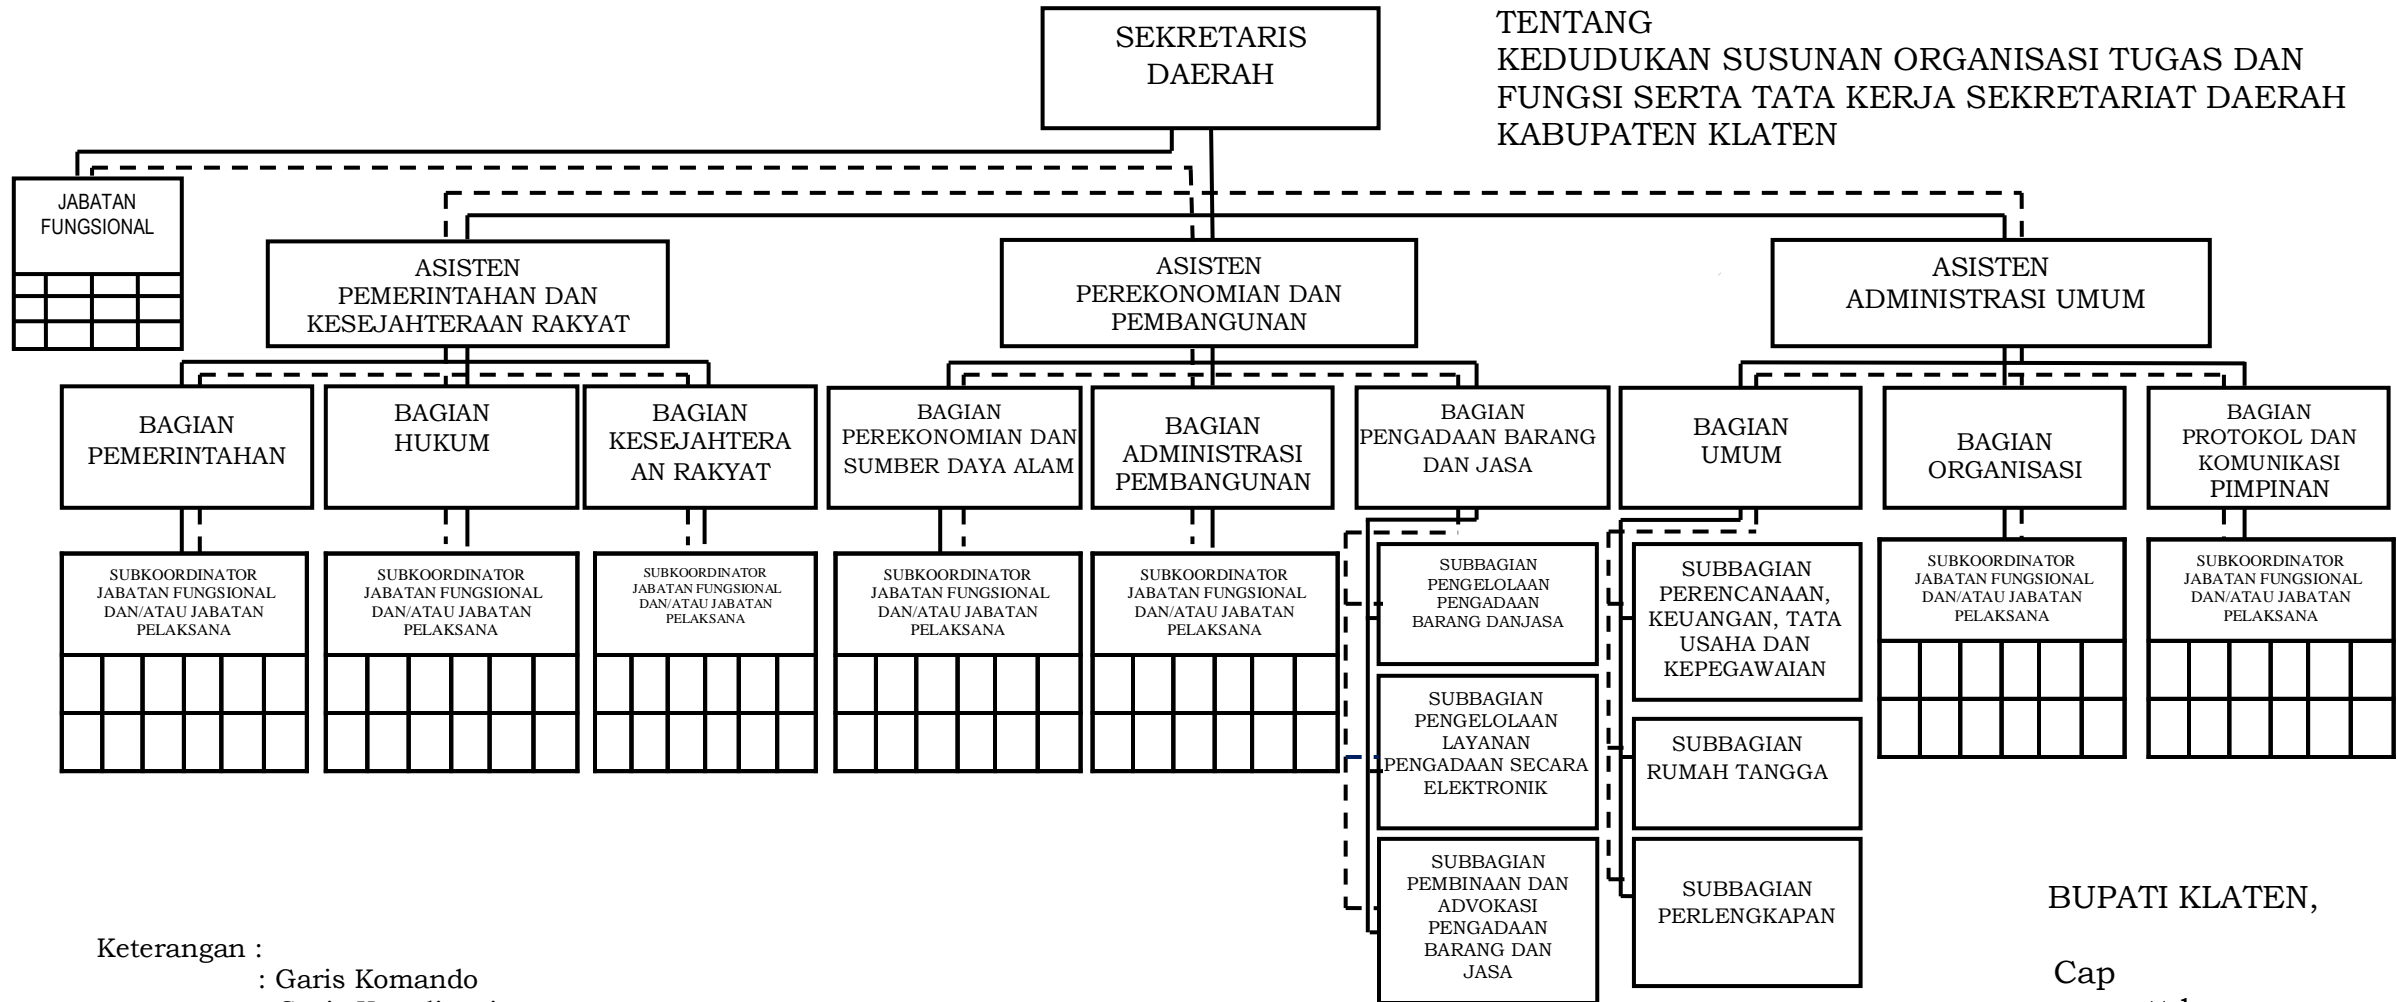 SEKRETARIS
DAERAH
TENTANG
KEDUDUKAN SUSUNAN ORGANISASI TUGAS DAN
FUNGSI SERTA TATA KERJA SEKRETARIAT DAERAH
KABUPATEN KLATEN
JABATAN
FUNGSIONAL
ASISTEN
PEMERINTAHAN DAN
KESEJAHTERAAN RAKYAT
ASISTEN
PEREKONOMIAN DAN
PEMBANGUNAN
ASISTEN
ADMINISTRASI UMUM
BAGIAN
PEMERINTAHAN
BAGIAN
HUKUM
BAGIAN
KESEJAHTERA
AN RAKYAT
BAGIAN
PEREKONOMIAN DAN
SUMBER DAYA ALAM
BAGIAN
ADMINISTRASI
PEMBANGUNAN
BAGIAN
PENGADAAN BARANG
DAN JASA
BAGIAN
UMUM
BAGIAN
ORGANISASI
BAGIAN
PROTOKOL DAN
KOMUNIKASI
PIMPINAN
SUBKOORDINATOR
JABATAN FUNGSIONAL
DAN/ATAU JABATAN
PELAKSANA
SUBKOORDINATOR
JABATAN FUNGSIONAL
DAN/ATAU JABATAN
PELAKSANA
SUBKOORDINATOR
JABATAN FUNGSIONAL
DAN/ATAU JABATAN
PELAKSANA
SUBKOORDINATOR
JABATAN FUNGSIONAL
DAN/ATAU JABATAN
PELAKSANA
SUBKOORDINATOR
JABATAN FUNGSIONAL
DAN/ATAU JABATAN
PELAKSANA
SUBBAGIAN
PENGELOLAAN
PENGADAAN
BARANG DANJASA
SUBBAGIAN
PENGELOLAAN
LAYANAN
PENGADAAN SECARA
ELEKTRONIK
SUBBAGIAN
PEMBINAAN DAN
ADVOKASI
PENGADAAN
BARANG DAN
JASA
SUBBAGIAN
PERENCANAAN,
KEUANGAN, TATA
USAHA DAN
KEPEGAWAIAN
SUBBAGIAN
RUMAH TANGGA
SUBBAGIAN
PERLENGKAPAN
SUBKOORDINATOR
JABATAN FUNGSIONAL
DAN/ATAU JABATAN
PELAKSANA
SUBKOORDINATOR
JABATAN FUNGSIONAL
DAN/ATAU JABATAN
PELAKSANA
BUPATI KLATEN,
Cap
Keterangan :
: Garis Komando